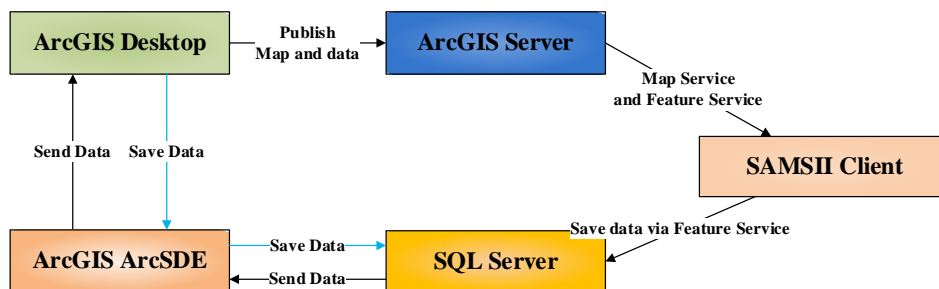 ArcGIS Desktop
Publish
Map and data
ArcGIS Server
Map Service
and Feature Service
Send Data
Save Data
SAMSII Client
Save data via Feature Service
ArcGIS ArcSDE
Save Data
Send Data
SQL Server